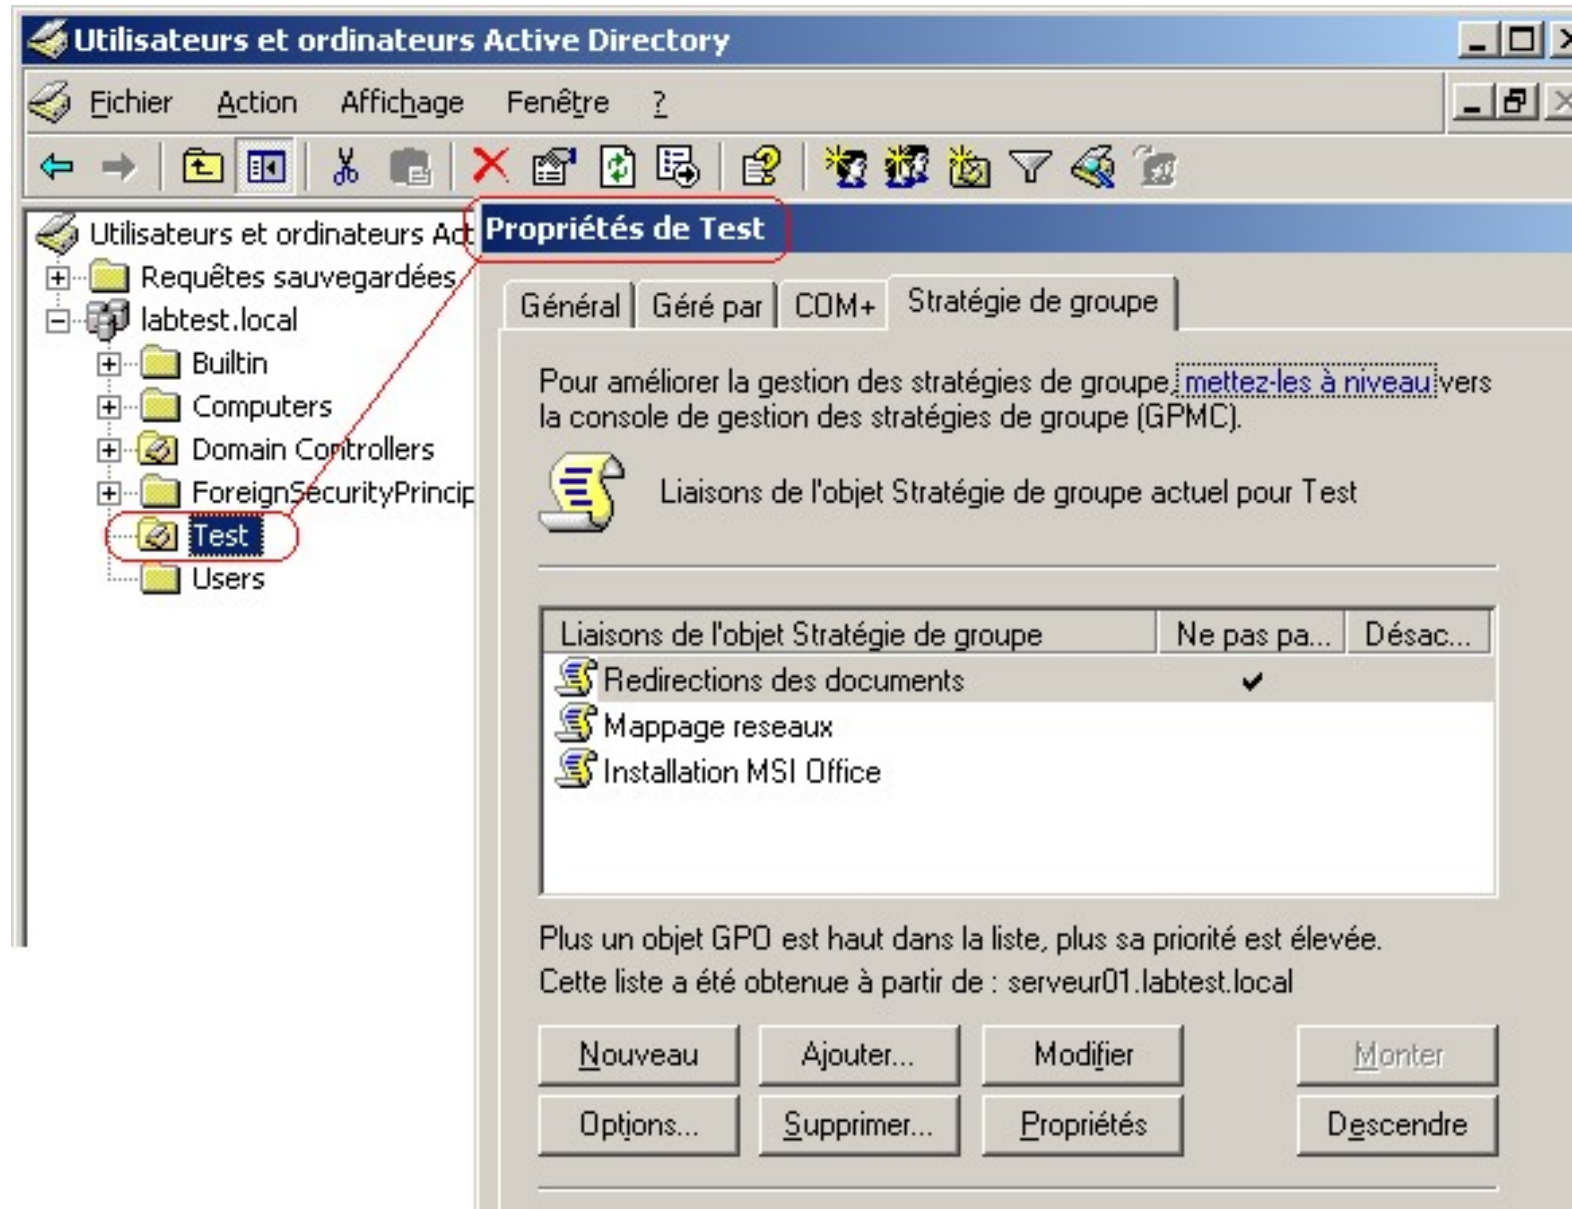 Utilisateurs et ordinateurs Active Directory
Fichier Action Affichage Fenêtre ?
Utilisateurs et ordinateurs Act
Requêtes sauvegardées
labtest.local
Builtin
Computers
Domain Controllers
ForeignSecurityPrincip
Test
Users
Propriétés de Test
Général Géré par COM+ Stratégie de groupe
Pour améliorer la gestion des stratégies de groupe, mettez-les à niveau vers
la console de gestion des stratégies de groupe (GPMC).
Liaisons de l'objet Stratégie de groupe actuel pour Test
Liaisons de l'objet Stratégie de groupe Ne pas pa... Désac...
Redirections des documents
Mappage reseaux
Installation MSI Office
Plus un objet GPO est haut dans la liste, plus sa priorité est élevée.
Cette liste a été obtenue à partir de : serveur01.labtest.local
Nouveau Ajouter... Modifier Monter
Options... Supprimer... Propriétés Descendre